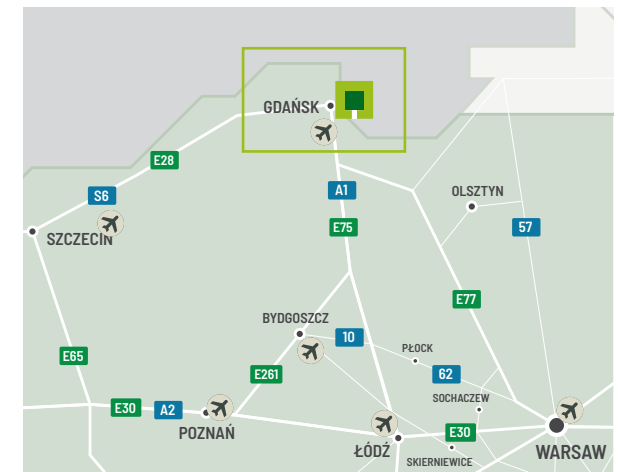 GDAŃSK
E28
A1
S6
OLSZTYN
E75
57
SZCZECIN
E77
BYDGOSZCZ
10
PŁOCK
E65
E261
62
SOCHACZEW
E30
A2
POZNAŃ
E30
ŁÓDŹ
WARSAW
SKIERNIEWICE